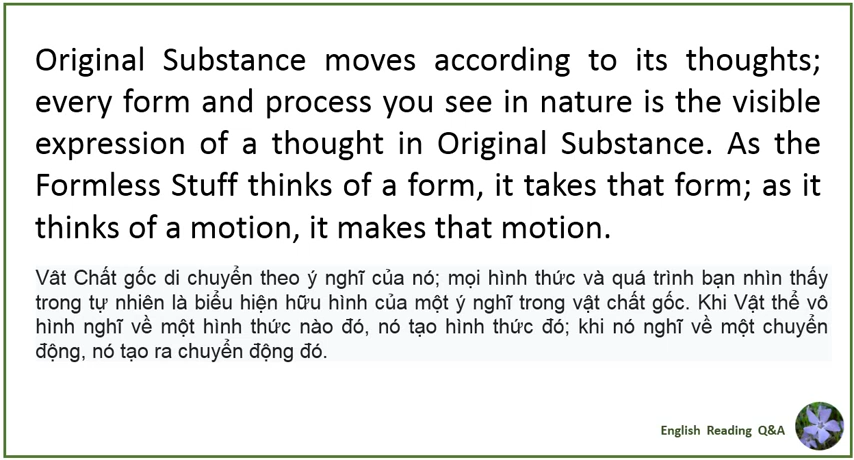 Original Substance moves according to its thoughts;
every form and process you see in nature is the visible
expression of a thought in Original Substance. As the
Formless Stuff thinks of a form, it takes that form; as it
thinks of a motion, it makes that motion.
Vât Chất gốc di chuyển theo ý nghĩ của nó; mọi hình thức và quá trình bạn nhìn thấy
trong tự nhiên là biểu hiện hữu hình của một ý nghĩ trong vật chất gốc. Khi Vật thể vô
hình nghĩ về một hình thức nào đó, nó tạo hình thức đó; khi nó nghĩ về một chuyển
động, nó tạo ra chuyển động đó.
English Reading Q&A